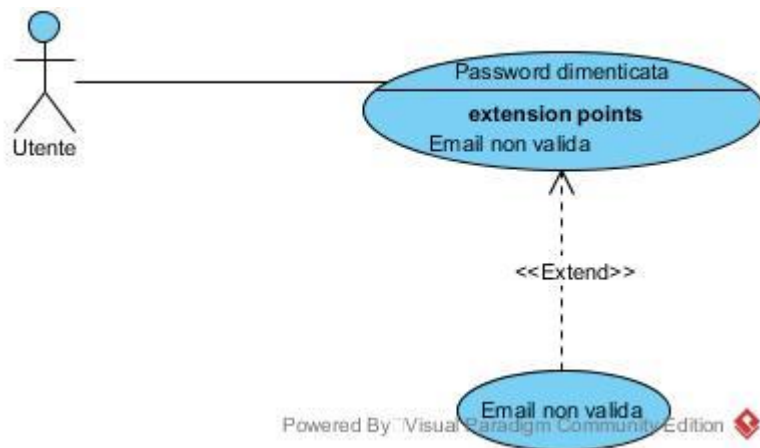 Password dimenticata
extension points
Email non valida
Utente
<<Extend>>
Email non valida
Powered By Visual Paradigm Community Edition